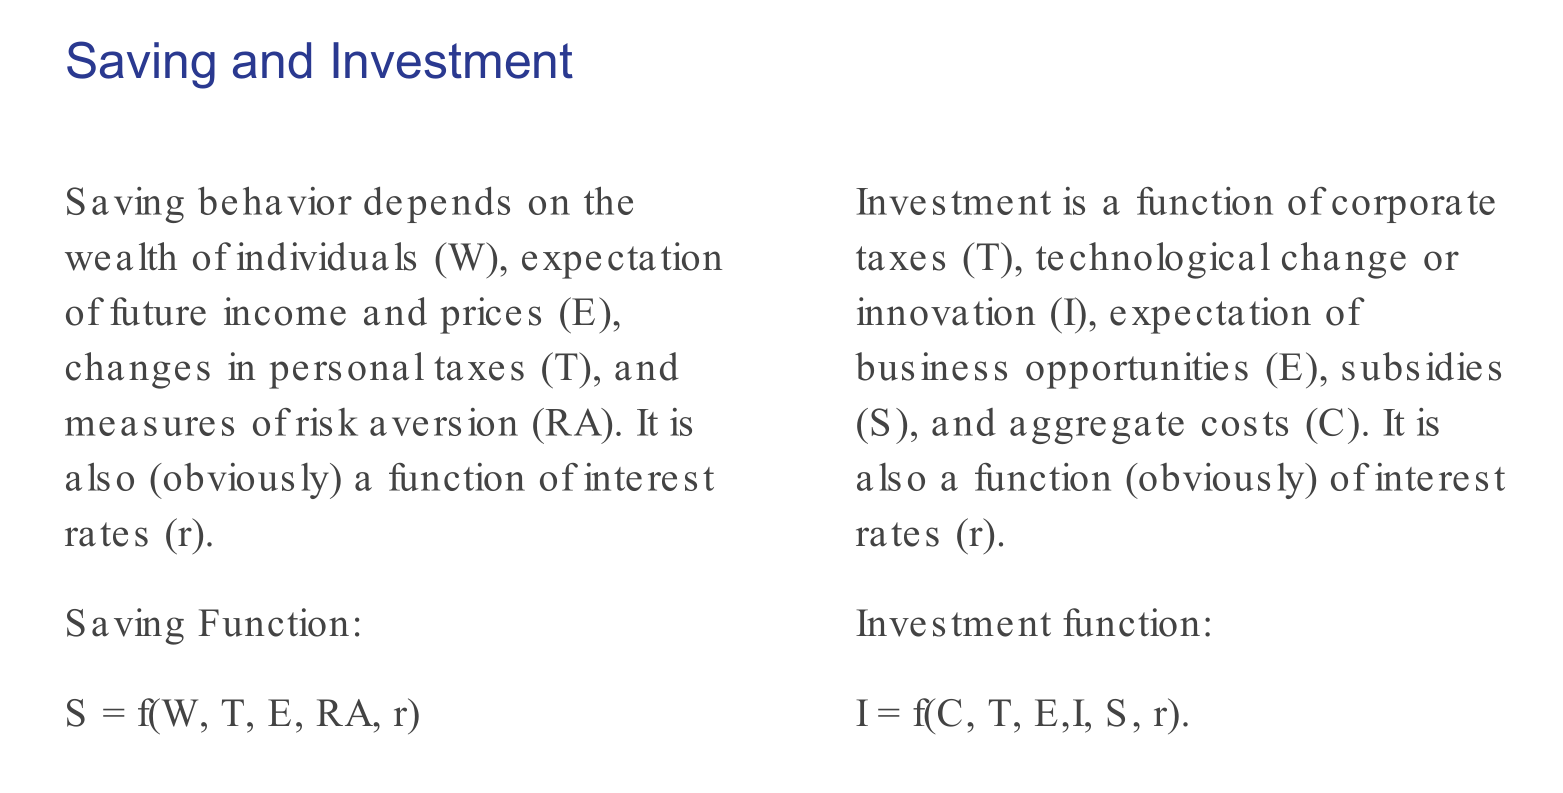 Saving and Investment
Saving behavior depends on the
wealth of individuals (W), expectation
of future income and prices (E),
changes in personal taxes (T), and
measures of risk aversion (RA). It is
also (obviously) a function of interest
rates (r).
Saving Function:
S = f(W, T, E, RA, r)
Investment is a function of corporate
taxes (T), technological change or
innovation (I), expectation of
business opportunities (E), subsidies
(S), and aggregate costs (C). It is
also a function (obviously) of interest
rates (r).
Investment function:
I = f(C, T, E,I, S, r).